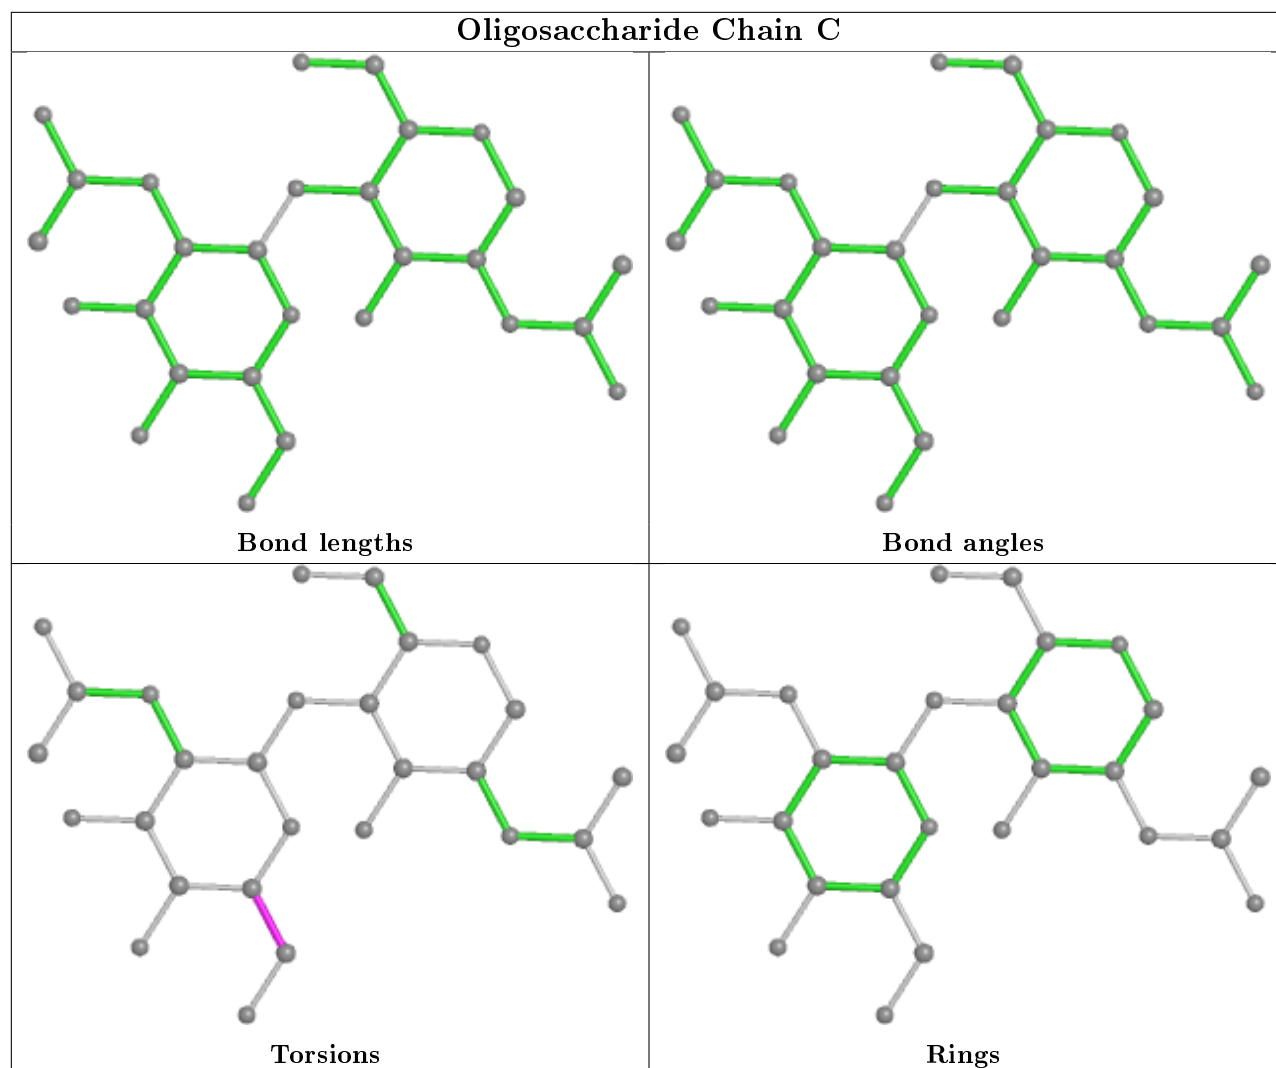 Oligosaccharide Chain C
Bond lengths
Bond angles
Torsions
Rings